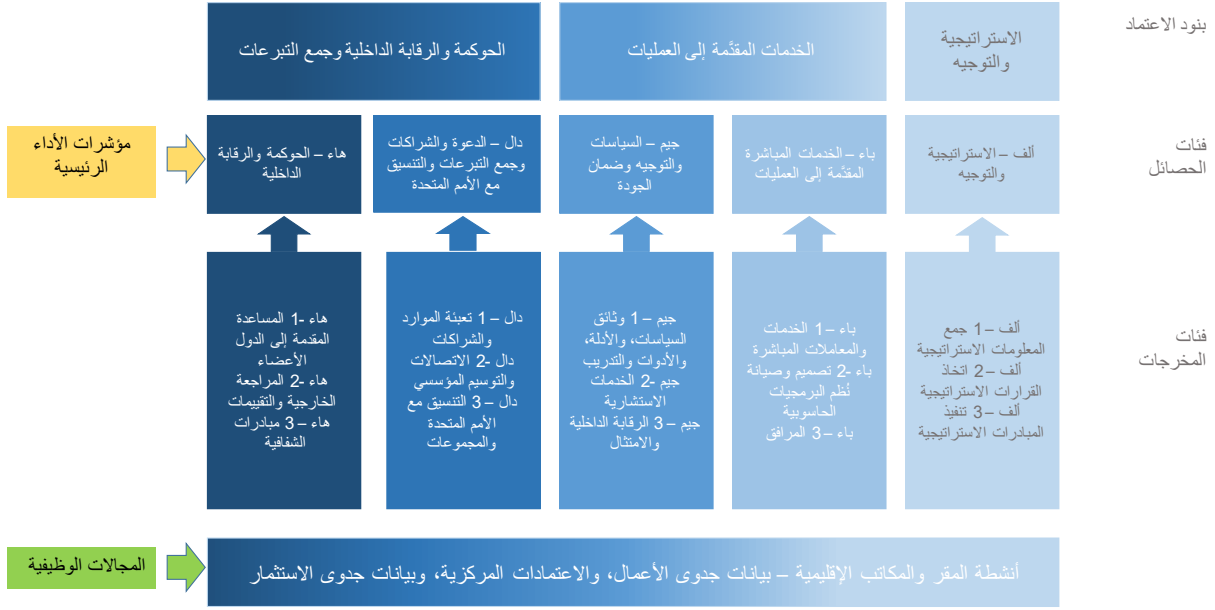 بنود الاعتماد
الاستراتيجية
والتوجيه
الخدمات المقدَّمة إلى العمليات
الحوكمة والرقابة الداخلية وجمع التبرعات
فئات
الحصائل
ألف – الاستراتيجية
والتوجيه
باء – الخدمات المباشرة
المقدَّمة إلى العمليات
جيم – السياسات
والتوجيه وضمان
الجودة
دال – الدعوة والشراكات
وجمع التبرعات والتنسيق
مع الأمم المتحدة
هاء – الحوكمة والرقابة
الداخلية
مؤشرات الأداء
الرئيسية
فئات
المخرجات
ألف – 1 جمع
المعلومات الاستراتيجية
ألف – 2 اتخاذ
القرارات الاستراتيجية
ألف – 3 تنفيذ
المبادرات الاستراتيجية
باء – 1 الخدمات
والمعاملات المباشرة
باء -2 تصميم وصيانة
نُظم البرمجيات
الحاسوبية
باء – 3 المرافق
جيم – 1 وثائق
السياسات، والأدلة،
والأدوات والتدريب
جيم -2 الخدمات
الاستشارية
جيم – 3 الرقابة الداخلية
والامتثال
دال – 1 تعبئة الموارد
والشراكات
دال -2 الاتصالات
والتوسيم المؤسسي
دال – 3 التنسيق مع
الأمم المتحدة
والمجموعات
هاء -1 المساعدة
المقدمة إلى الدول
الأعضاء
هاء -2 المراجعة
الخارجية والتقييمات
هاء – 3 مبادرات
الشفافية
أنشطة المقر والمكاتب الإقليمية – بيانات جدوى الأعمال، والاعتمادات المركزية، وبيانات جدوى الاستثمار
المجالات الوظيفية